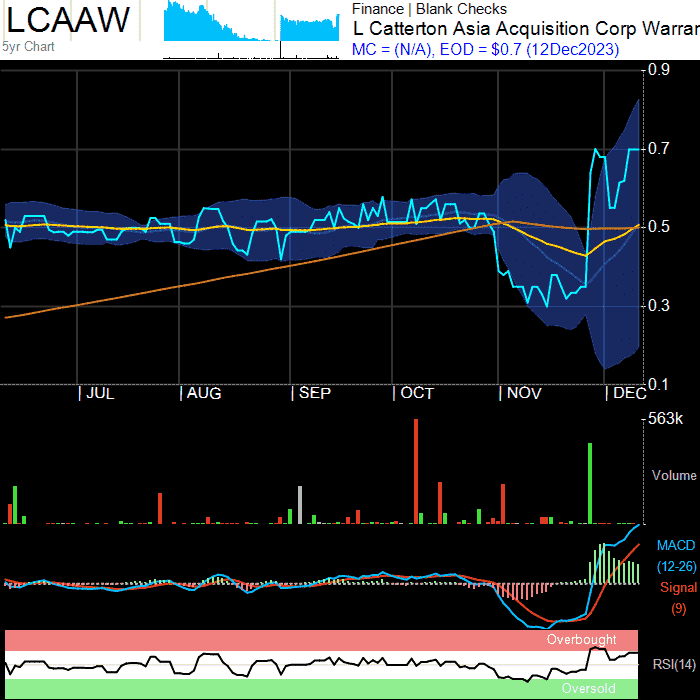 LCAAW
5yr Chart
Finance | Blank Checks
L Catterton Asia Acquisition Corp Warran
MC = (N/A), EOD = $0.7 (12Dec2023)
0.9
0.7
0.5
0.3
0.1
| JUL | AUG | SEP | OCT | NOV | DEC
563k
Volume
MACD
(12-26)
Signal
(9)
Overbought
RSI(14)
Oversold